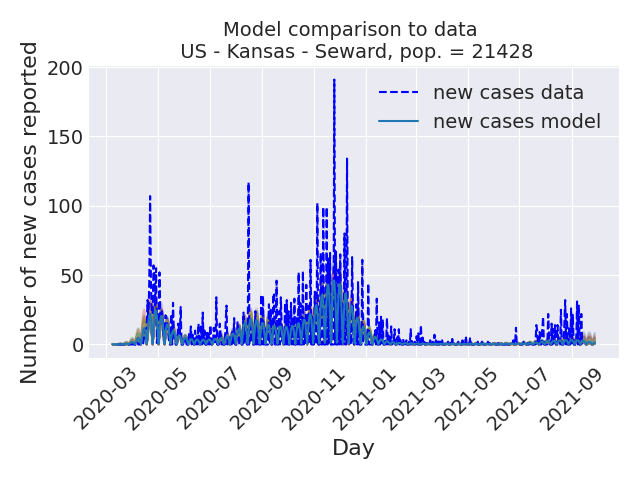 Model comparison to data
US - Kansas - Seward, pop. = 21428
Number of new cases reported
200
150
100
50
0
new cases data
new cases model
2020-03
2020-05
2020-07
2020-09
2020-11
2021-01
2021-03
2021-05
2021-07
2021-09
Day